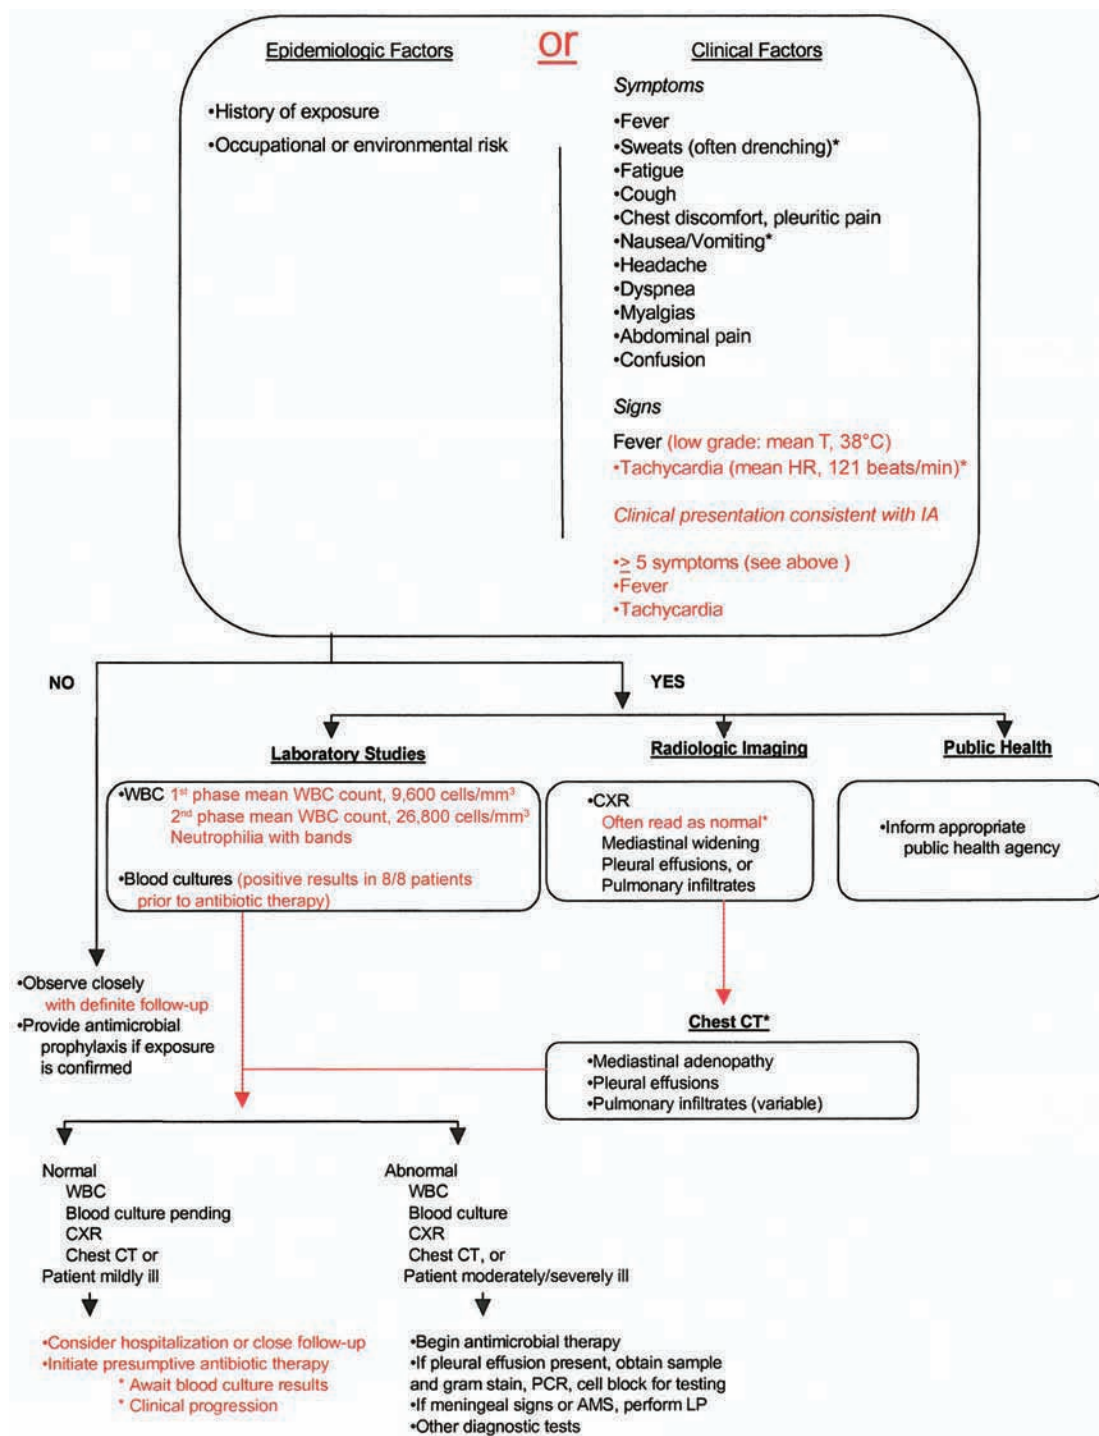 or
Epidemiologic Factors
•History of exposure
•Occupational or environmental risk
Clinical Factors
Symptoms
•Fever
•Sweats (often drenching)*
•Fatigue
•Cough
•Chest discomfort, pleuritic pain
•Nausea/Vomiting*
•Headache
•Dyspnea
•Myalgias
•Abdominal pain
•Confusion
Signs
Fever (low grade: mean T, 38°C)
•Tachycardia (mean HR, 121 beats/min)*
Clinical presentation consistent with IA
•≥ 5 symptoms (see above )
•Fever
•Tachycardia
NO
YES
Laboratory Studies
•WBC 1st phase mean WBC count, 9,600 cells/mm³
2nd phase mean WBC count, 26,800 cells/mm³
Neutrophilia with bands
•Blood cultures (positive results in 8/8 patients
prior to antibiotic therapy)
Radiologic Imaging
•CXR
Often read as normal*
Mediastinal widening
Pleural effusions, or
Pulmonary infiltrates
Public Health
•Inform appropriate
public health agency
•Observe closely
with definite follow-up
•Provide antimicrobial
prophylaxis if exposure
is confirmed
Chest CT*
•Mediastinal adenopathy
•Pleural effusions
•Pulmonary infiltrates (variable)
Normal
WBC
Blood culture pending
CXR
Chest CT or
Patient mildly ill
•Consider hospitalization or close follow-up
•Initiate presumptive antibiotic therapy
* Await blood culture results
* Clinical progression
Abnormal
WBC
Blood culture
CXR
Chest CT, or
Patient moderately/severely ill
•Begin antimicrobial therapy
•If pleural effusion present, obtain sample
and gram stain, PCR, cell block for testing
•If meningeal signs or AMS, perform LP
•Other diagnostic tests